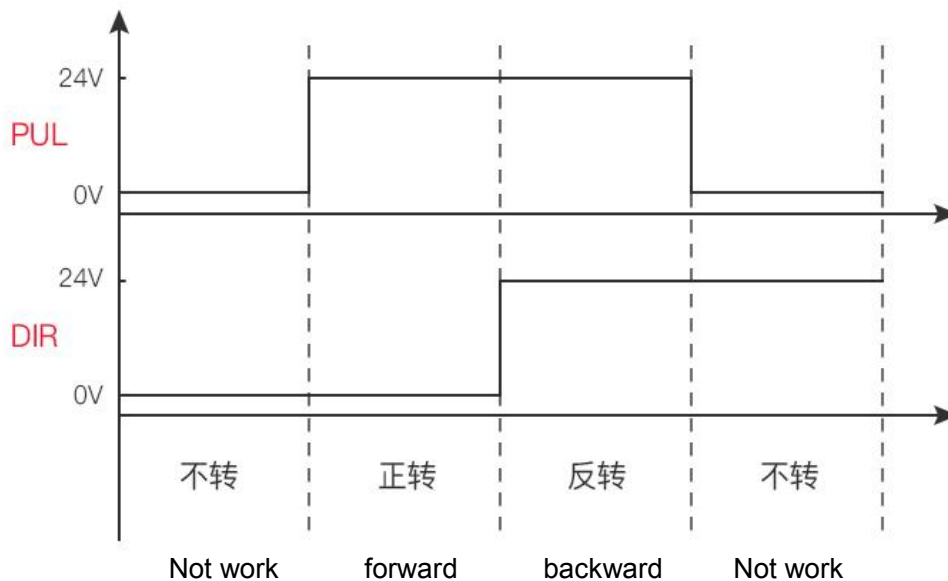 24V
PUL
0V
24V
DIR
0V
不转 正转 反转 不转
Not work forward backward Not work